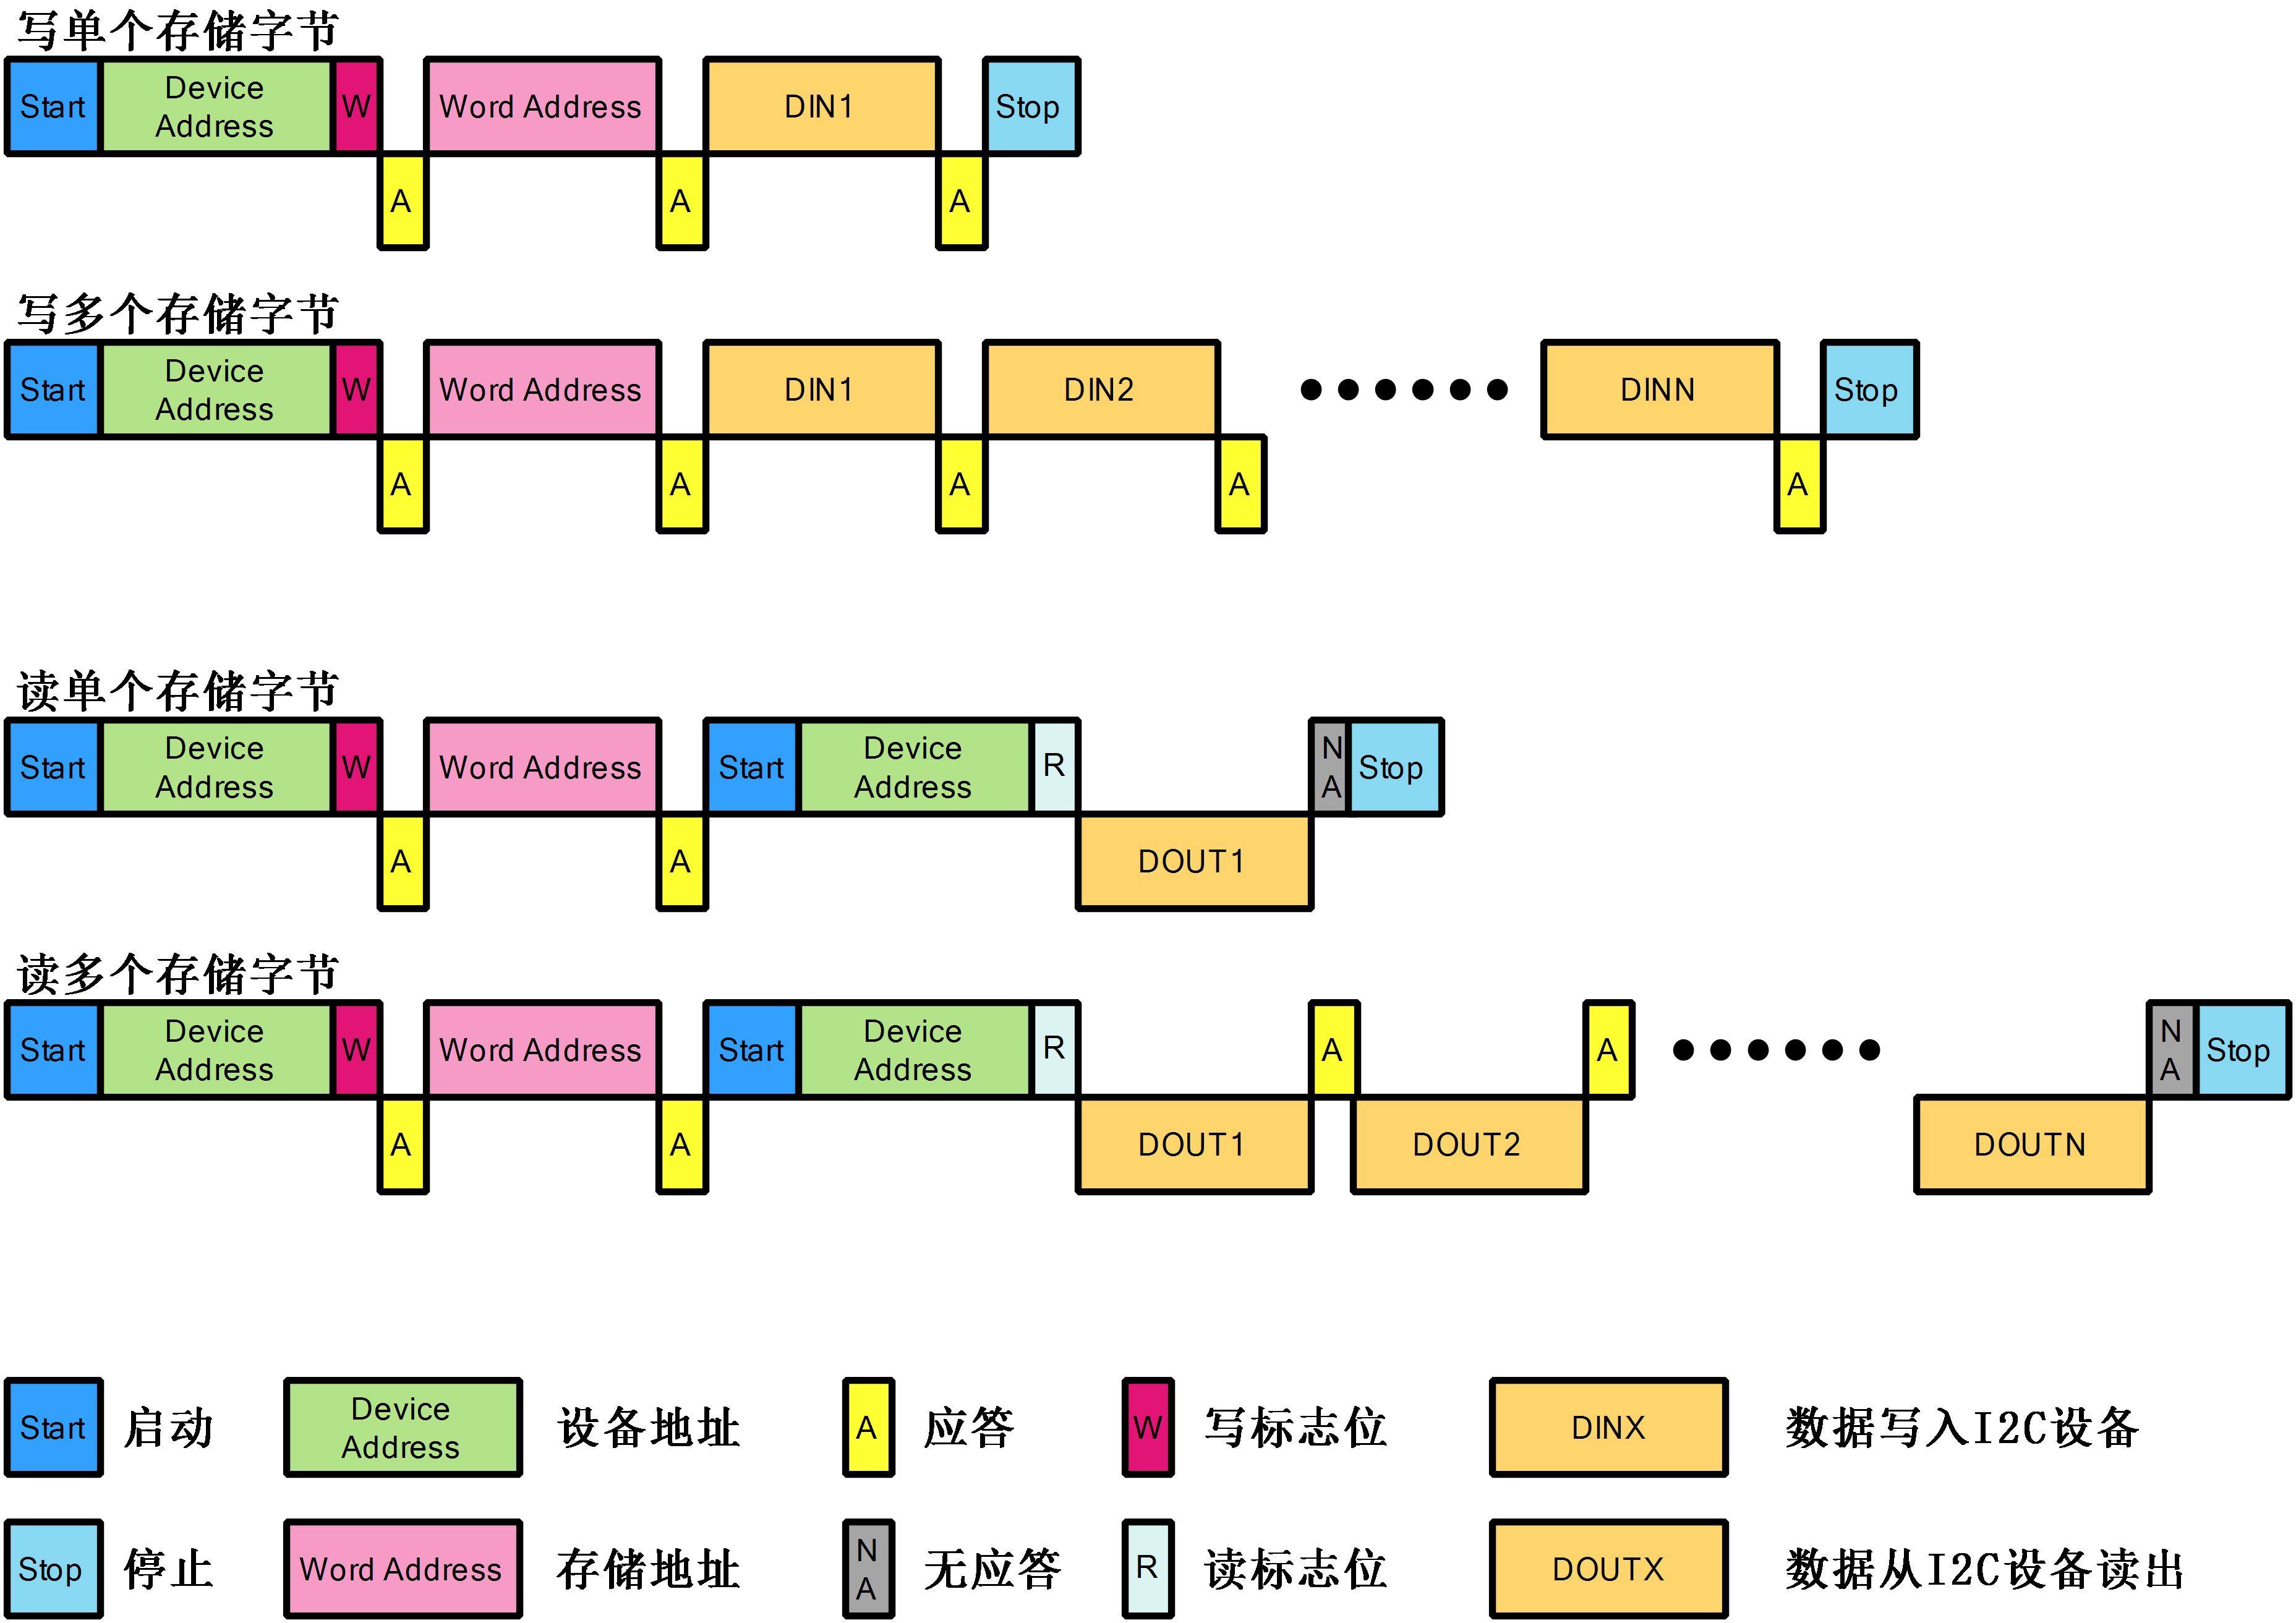 写单个存储字节
Start Device Address W Word Address DIN1 Stop
A A A
写多个存储字节
Start Device Address W Word Address DIN1 DIN2 DINN Stop
A A A A A
读单个存储字节
Start Device Address W Word Address Start Device Address R NA Stop
A A DOUT1
读多个存储字节
Start Device Address W Word Address Start Device Address R A A NA Stop
A A DOUT1 DOUT2 DOUTN
Start 启动 Device Address 设备地址 A 应答 W 写标志位 DINX 数据写入I2C设备
Stop 停止 Word Address 存储地址 NA 无应答 R 读标志位 DOUTX 数据从I2C设备读出